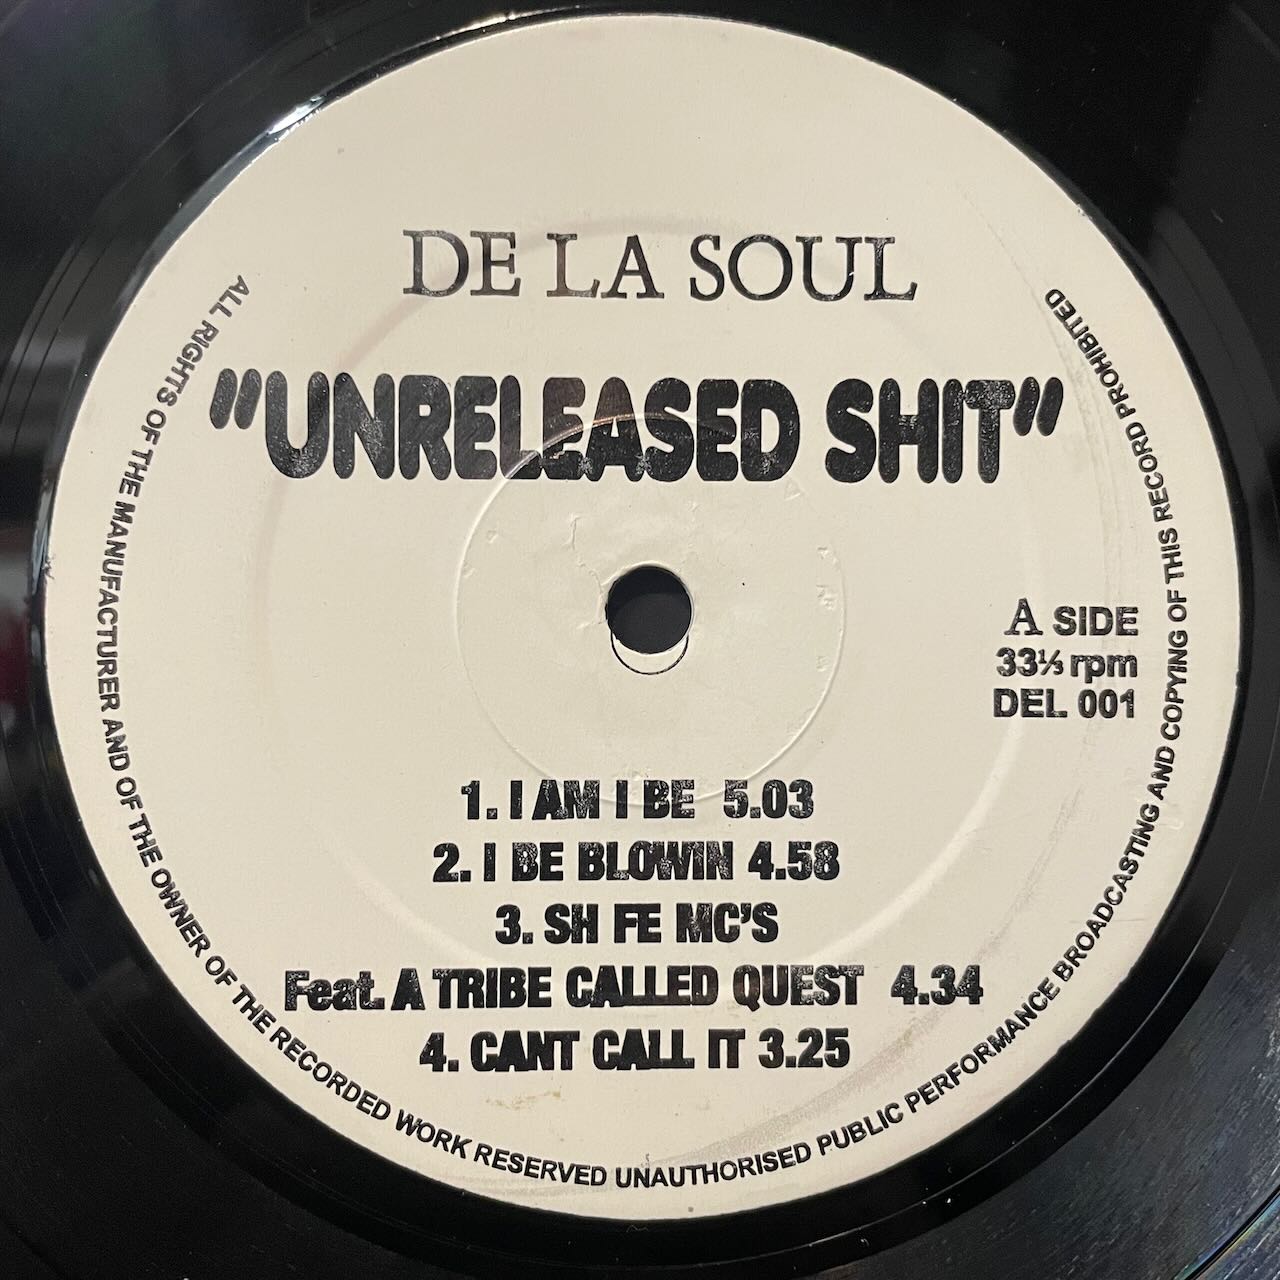 DE LA SOUL
"UNRELEASED SHIT"
A SIDE
33⅓ rpm
DEL 001
1. I AM I BE 5.03
2. I BE BLOWIN 4.58
3. SH FE MC'S
Feat. A TRIBE CALLED QUEST 4.34
4. CANT CALL IT 3.25
ALL RIGHTS OF THE MANUFACTURER AND OF THE OWNER OF THE RECORDED WORK RESERVED UNAUTHORISED PUBLIC PERFORMANCE BROADCASTING AND COPYING OF THIS RECORD PROHIBITED